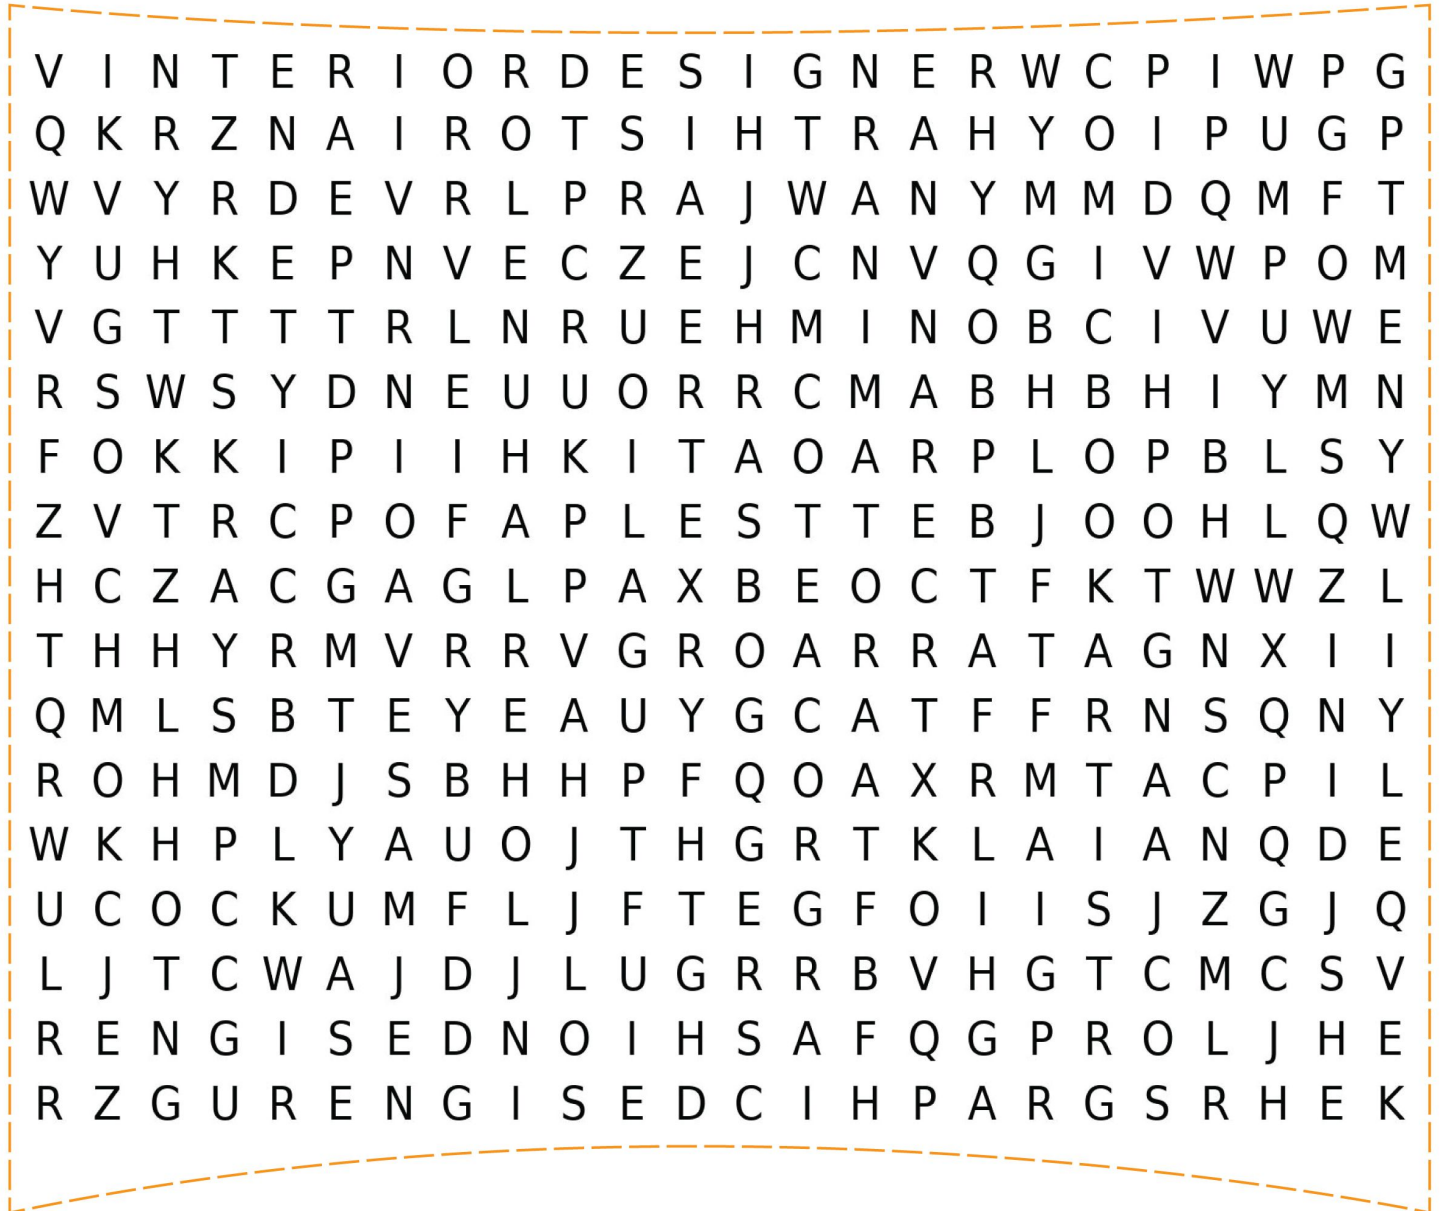 V I N T E R I O R D E S I G N E R W C P I W P G
Q K R Z N A I R O T S I H T R A H Y O I P U G P
W V Y R D E V R L P R A J W A N Y M M D Q M F T
Y U H K E P N V E C Z E J C N V Q G I V W P O M
V G T T T T R L N R U E H M I N O B C I V U W E
R S W S Y D N E U U O R R C M A B H B H I Y M N
F O K K I P I I H K I T A O A R P L O P B L S Y
Z V T R C P O F A P L E S T T E B J O O H L Q W
H C Z A C G A G L P A X B E O C T F K T W W Z L
T H H Y R M V R R V G R O A R R A T A G N X I I
Q M L S B T E Y E A U Y G C A T F F R N S Q N Y
R O H M D J S B H H P F Q O A X R M T A C P I L
W K H P L Y A U O J T H G R T K L A I A N Q D E
U C O C K U M F L J F T E G F O I I S J Z G J Q
L J T C W A J D J L U G R R B V H G T C M C S V
R E N G I S E D N O I H S A F Q G P R O L J H E
R Z G U R E N G I S E D C I H P A R G S R H E K